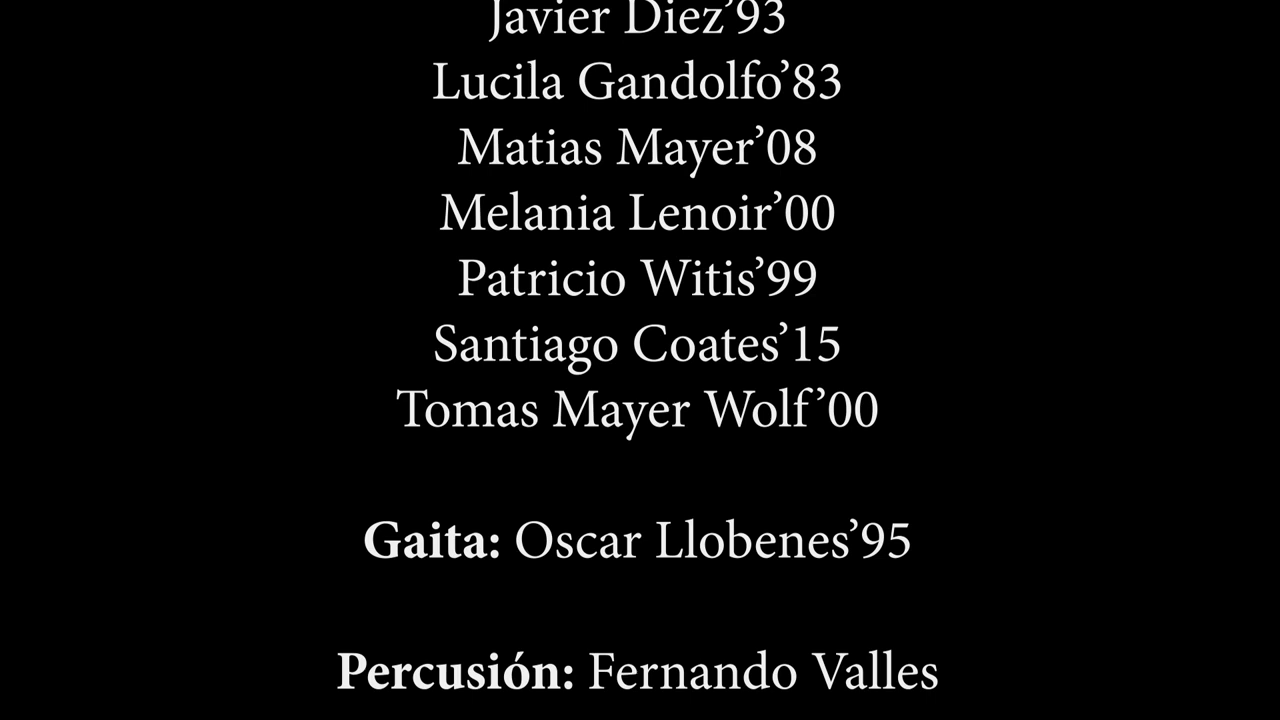 Javier Diez’93
Lucila Gandolfo’83
Matias Mayer’08
Melania Lenoir’00
Patricio Witis’99
Santiago Coates’15
Tomas Mayer Wolf’00
Gaita: Oscar Llobenes’95
Percusión: Fernando Valles